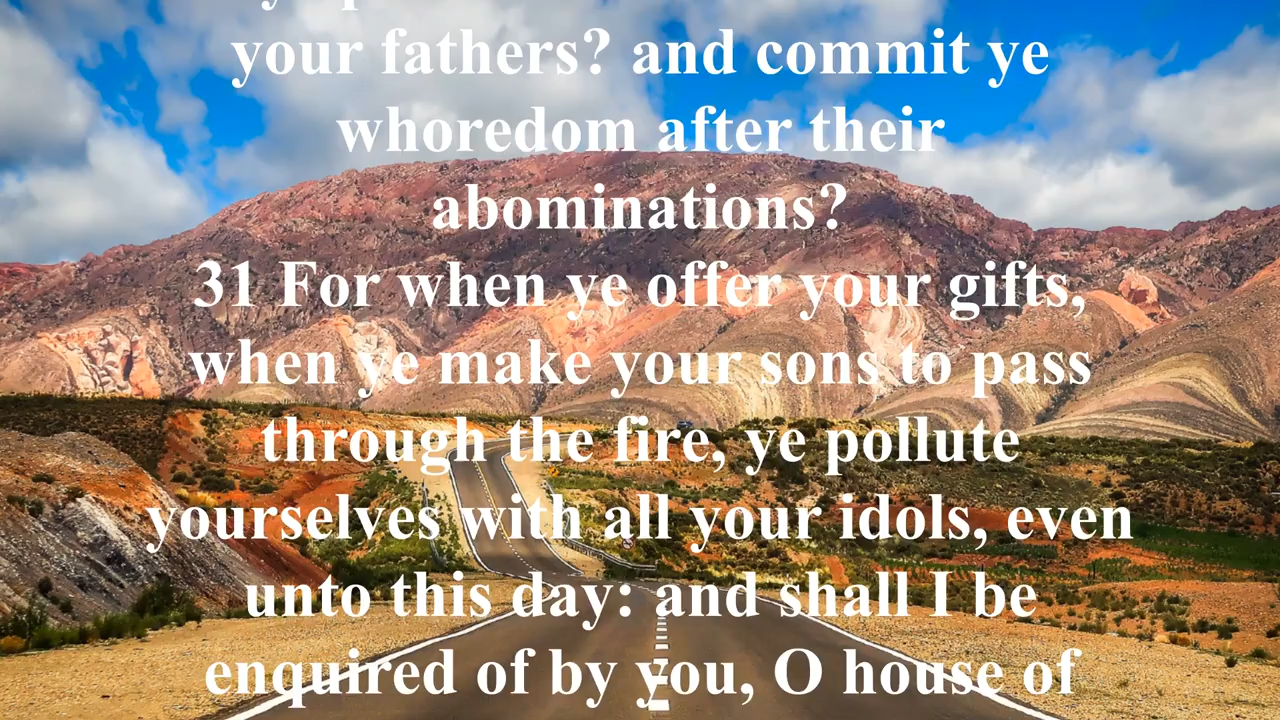 your fathers? and commit ye
whoredom after their
abominations?
31 For when ye offer your gifts,
when ye make your sons to pass
through the fire, ye pollute
yourselves with all your idols, even
unto this day: and shall I be
enquired of by you, O house of